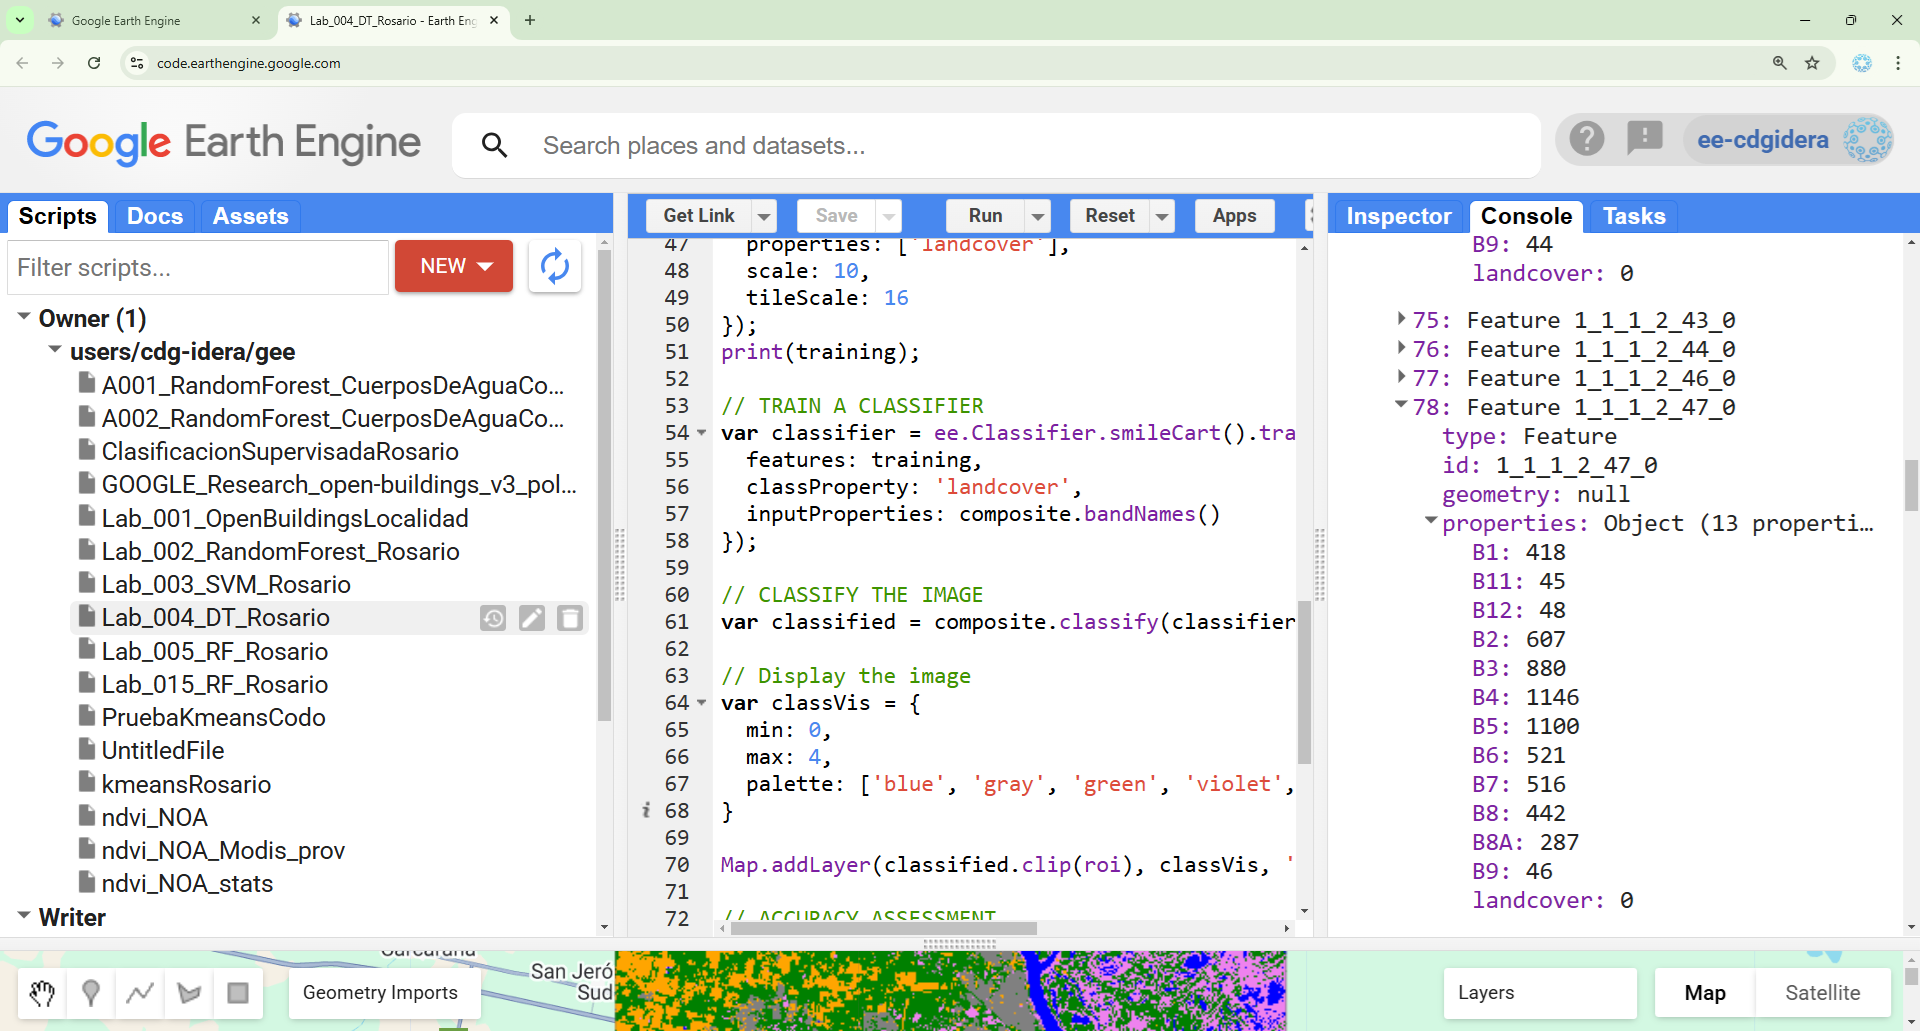 Google Earth Engine
Lab_004_DT_Rosario - Earth Eng
code.earthengine.google.com
Google Earth Engine
Search places and datasets...
ee-cdgidera
Scripts
Docs
Assets
Filter scripts...
NEW
Owner (1)
users/cdg-idera/gee
A001_RandomForest_CuerposDeAguaCo...
A002_RandomForest_CuerposDeAguaCo...
ClasificacionSupervisadaRosario
GOOGLE_Research_open-buildings_v3_pol...
Lab_001_OpenBuildingsLocalidad
Lab_002_RandomForest_Rosario
Lab_003_SVM_Rosario
Lab_004_DT_Rosario
Lab_005_RF_Rosario
Lab_015_RF_Rosario
PruebaKmeansCodo
UntitledFile
kmeansRosario
ndvi_NOA
ndvi_NOA_Modis_prov
ndvi_NOA_stats
Writer
Get Link
Save
Run
Reset
Apps
47 properties: ['landcover'],
48 scale: 10,
49 tileScale: 16
50 });
51 print(training);
52
53 // TRAIN A CLASSIFIER
54 var classifier = ee.Classifier.smileCart().tra
55 features: training,
56 classProperty: 'landcover',
57 inputProperties: composite.bandNames()
58 });
59
60 // CLASSIFY THE IMAGE
61 var classified = composite.classify(classifier
62
63 // Display the image
64 var classVis = {
65 min: 0,
66 max: 4,
67 palette: ['blue', 'gray', 'green', 'violet',
68 }
69
70 Map.addLayer(classified.clip(roi), classVis, '
71
72 // ACCURACY ASSESSMENT
Inspector
Console
Tasks
B9: 44
landcover: 0
75: Feature 1_1_1_2_43_0
76: Feature 1_1_1_2_44_0
77: Feature 1_1_1_2_46_0
78: Feature 1_1_1_2_47_0
type: Feature
id: 1_1_1_2_47_0
geometry: null
properties: Object (13 properti...
B1: 418
B11: 45
B12: 48
B2: 607
B3: 880
B4: 1146
B5: 1100
B6: 521
B7: 516
B8: 442
B8A: 287
B9: 46
landcover: 0
Geometry Imports
San Jeró
Sud
Layers
Map
Satellite